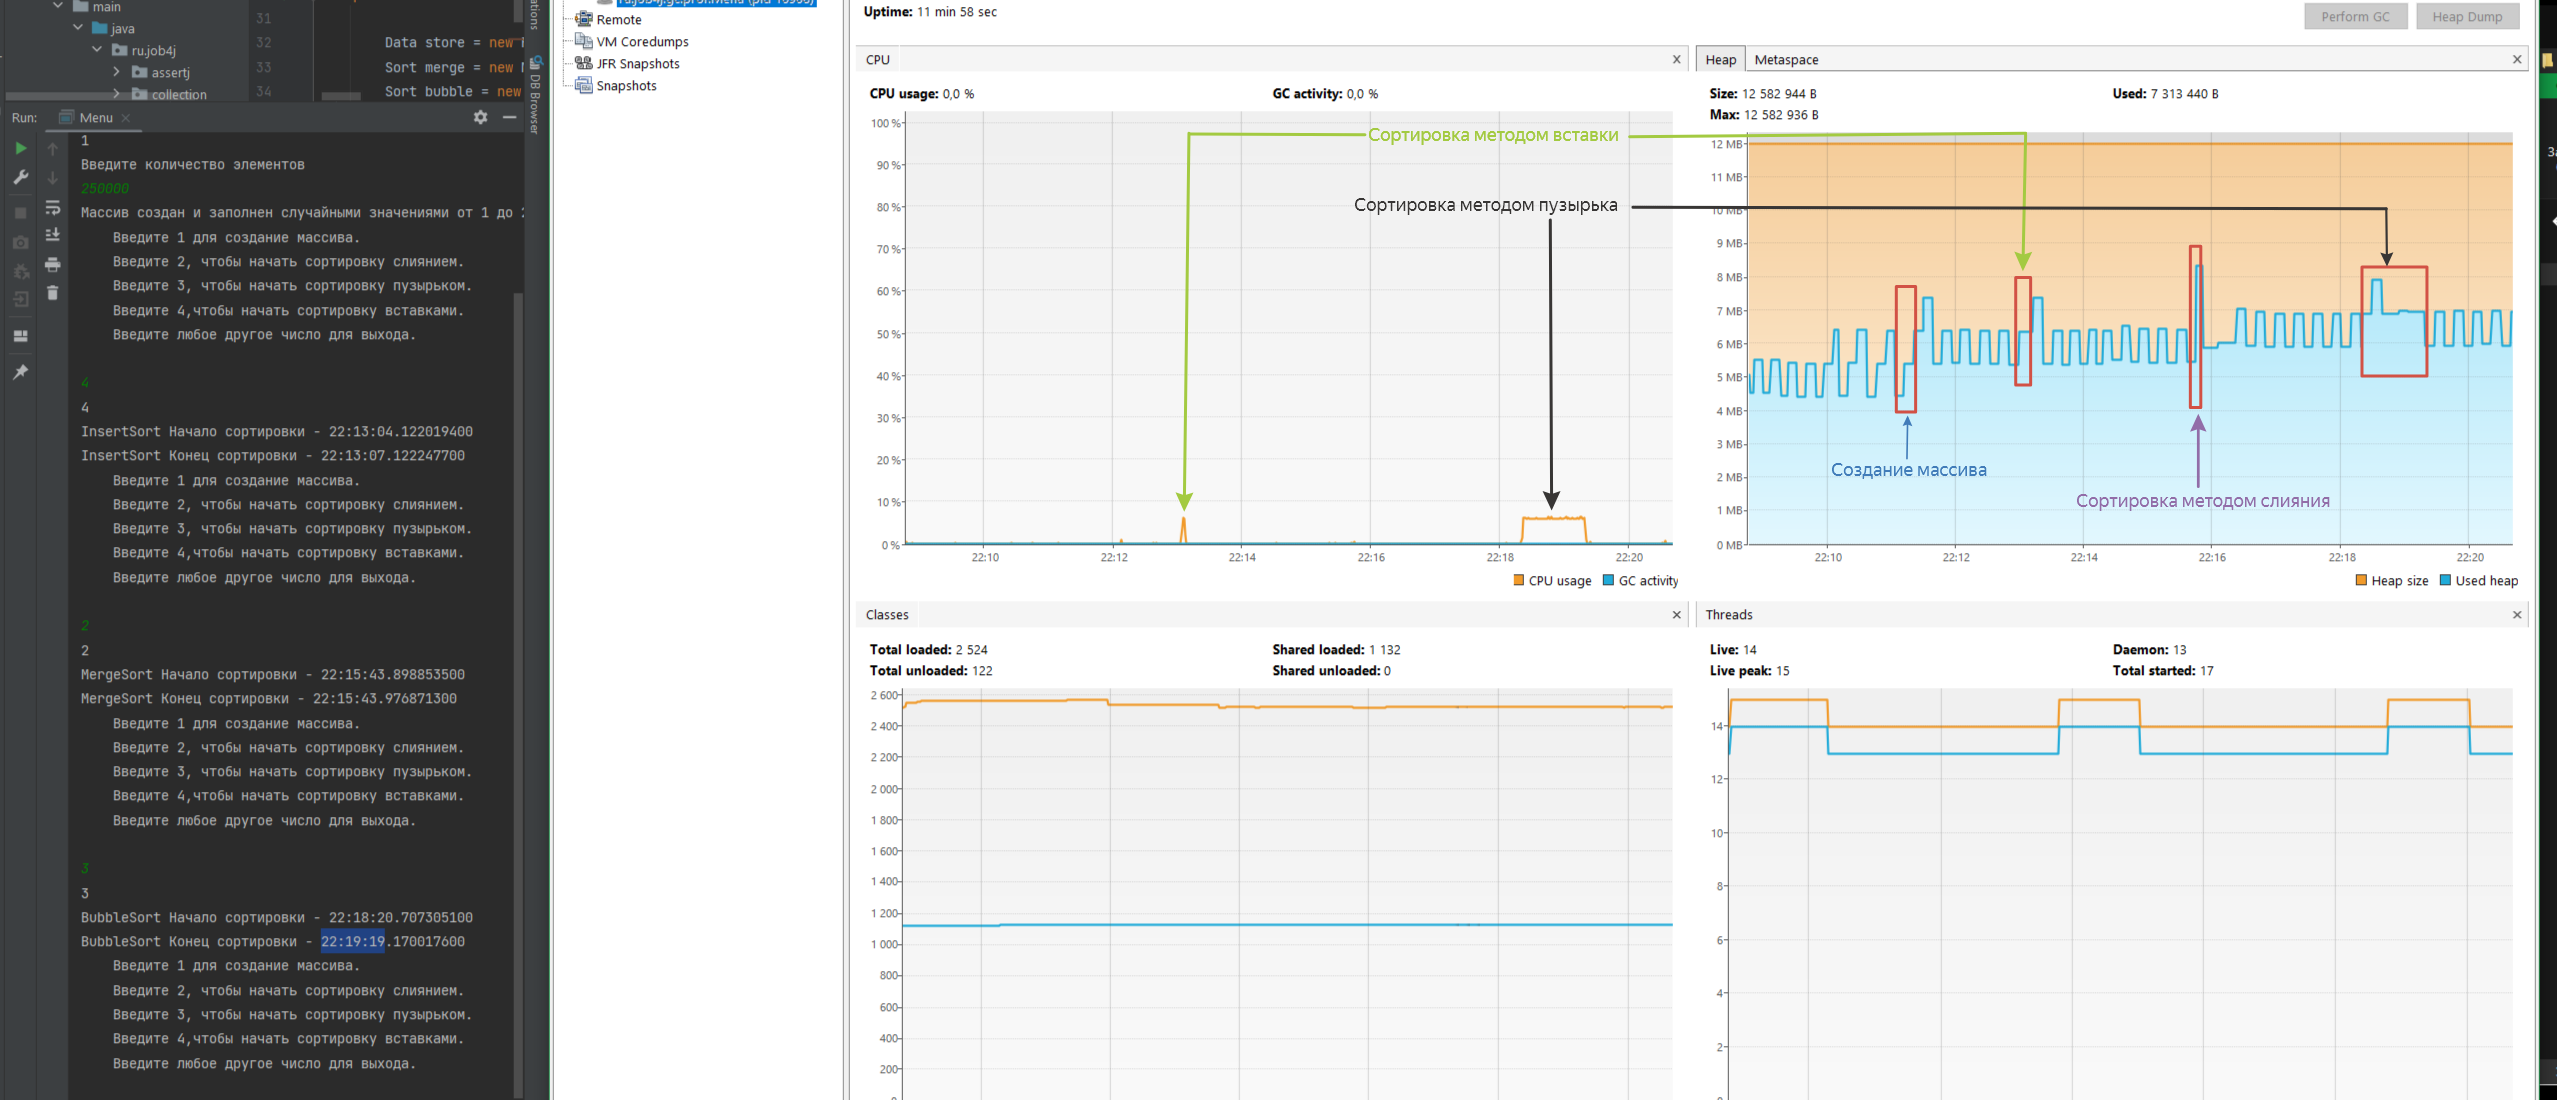 main
java
ru.job4j
assertj
collection
31
32
33
34
Data store = new
Sort merge = new
Sort bubble = new
DB Browser
Run:
Menu
1
Введите количество элементов
250000
Массив создан и заполнен случайными значениями от 1 до
Введите 1 для создание массива.
Введите 2, чтобы начать сортировку слиянием.
Введите 3, чтобы начать сортировку пузырьком.
Введите 4,чтобы начать сортировку вставками.
Введите любое другое число для выхода.
4
4
InsertSort Начало сортировки - 22:13:04.122019400
InsertSort Конец сортировки - 22:13:07.122247700
Введите 1 для создание массива.
Введите 2, чтобы начать сортировку слиянием.
Введите 3, чтобы начать сортировку пузырьком.
Введите 4,чтобы начать сортировку вставками.
Введите любое другое число для выхода.
2
2
MergeSort Начало сортировки - 22:15:43.898853500
MergeSort Конец сортировки - 22:15:43.976871300
Введите 1 для создание массива.
Введите 2, чтобы начать сортировку слиянием.
Введите 3, чтобы начать сортировку пузырьком.
Введите 4,чтобы начать сортировку вставками.
Введите любое другое число для выхода.
3
3
BubbleSort Начало сортировки - 22:18:20.707305100
BubbleSort Конец сортировки - 22:19:19.170017600
Введите 1 для создание массива.
Введите 2, чтобы начать сортировку слиянием.
Введите 3, чтобы начать сортировку пузырьком.
Введите 4,чтобы начать сортировку вставками.
Введите любое другое число для выхода.
Remote
VM Coredumps
JFR Snapshots
Snapshots
Uptime: 11 min 58 sec
Perform GC
Heap Dump
CPU
CPU usage: 0,0 %
GC activity: 0,0 %
100 %
90 %
80 %
70 %
60 %
50 %
40 %
30 %
20 %
10 %
0 %
22:10
22:12
22:14
22:16
22:18
22:20
CPU usage
GC activity
Сортировка методом вставки
Сортировка методом пузырька
Heap
Metaspace
Size: 12 582 944 B
Used: 7 313 440 B
Max: 12 582 936 B
12 MB
11 MB
10 MB
9 MB
8 MB
7 MB
6 MB
5 MB
4 MB
3 MB
2 MB
1 MB
0 MB
Создание массива
Сортировка методом слияния
22:10
22:12
22:14
22:16
22:18
22:20
Heap size
Used heap
Classes
Total loaded: 2 524
Shared loaded: 1 132
Total unloaded: 122
Shared unloaded: 0
2 600
2 400
2 200
2 000
1 800
1 600
1 400
1 200
1 000
800
600
400
200
Threads
Live: 14
Daemon: 13
Live peak: 15
Total started: 17
14
12
10
8
6
4
2